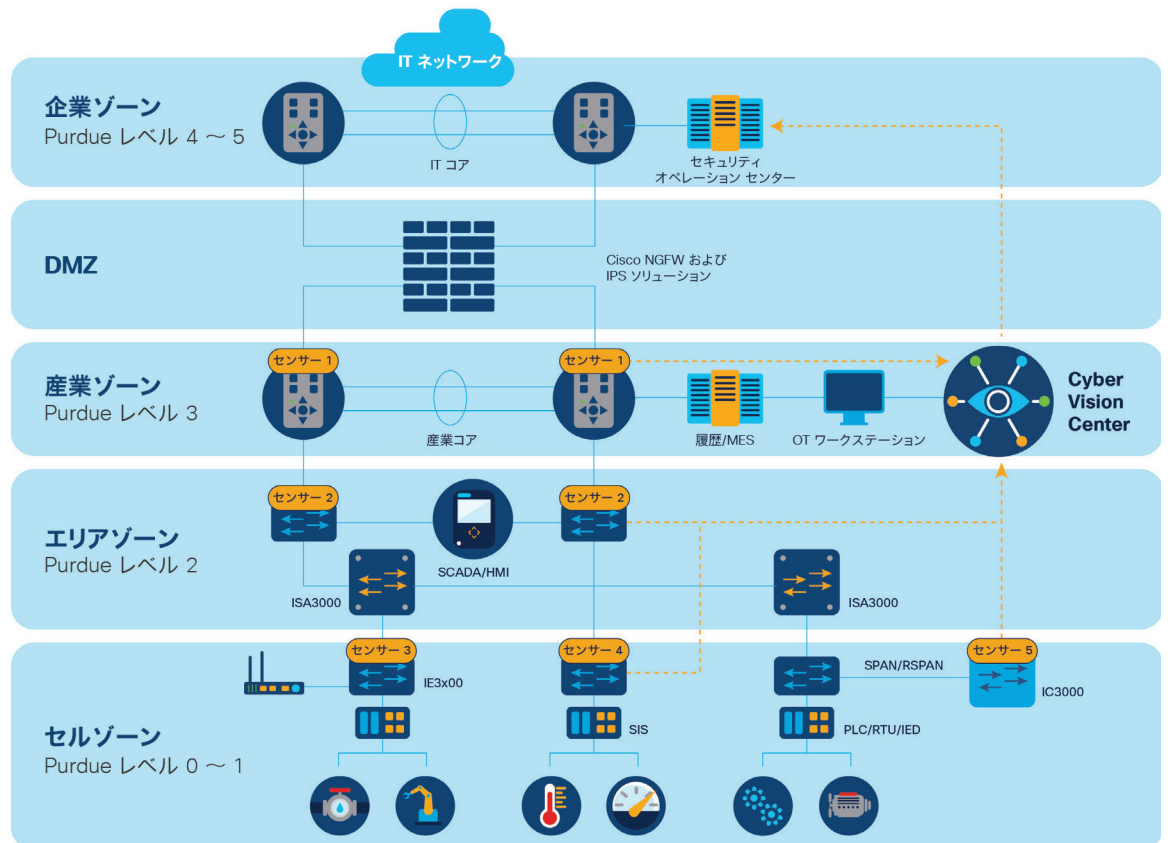 IT ネットワーク
企業ゾーン
Purdue レベル 4 ～ 5
IT コア
セキュリティ
オペレーション センター
DMZ
Cisco NGFW および
IPS ソリューション
センサー 1
センサー 1
産業ゾーン
Purdue レベル 3
産業コア
履歴/MES
OT ワークステーション
Cyber
Vision
Center
センサー 2
センサー 2
エリアゾーン
Purdue レベル 2
SCADA/HMI
ISA3000
ISA3000
センサー 3
センサー 4
センサー 5
SPAN/RSPAN
IE3x00
IC3000
セルゾーン
Purdue レベル 0 ～ 1
SIS
PLC/RTU/IED